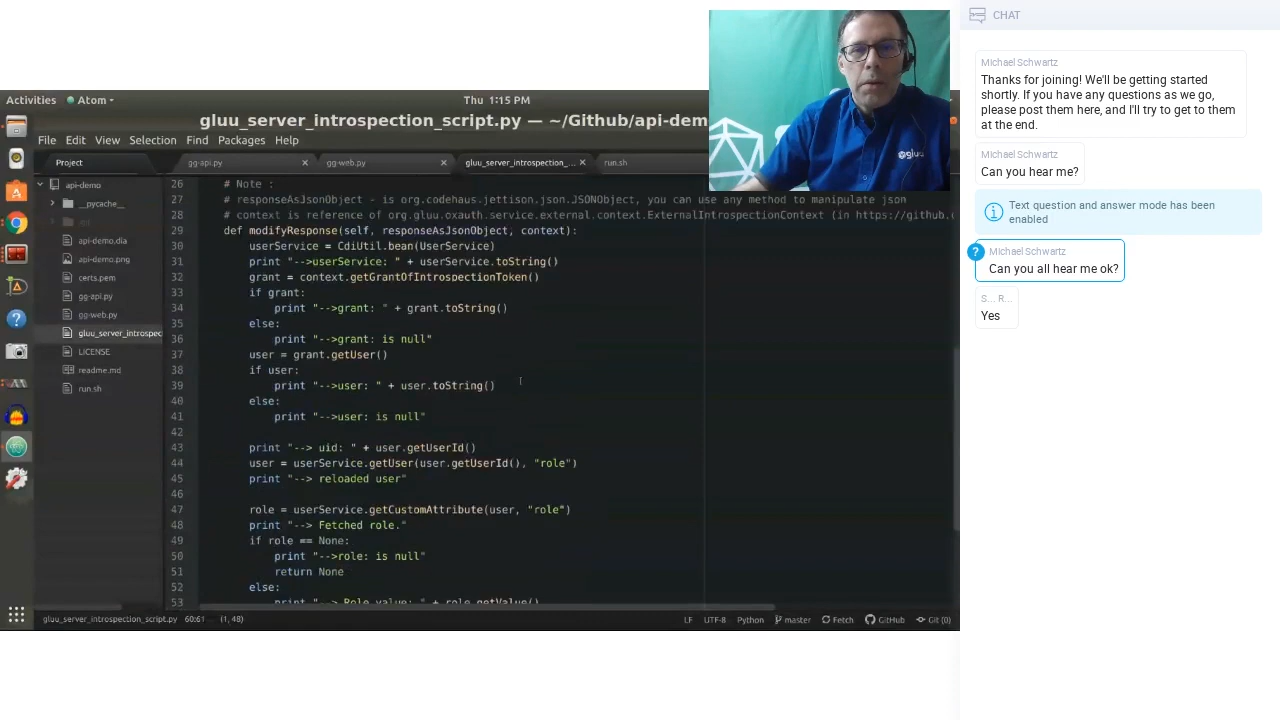 CHAT
Michael Schwartz
Thanks for joining! We'll be getting started
shortly. If you have any questions as we go,
please post them here, and I'll try to get to them
at the end.
Michael Schwartz
Can you hear me?
Text question and answer mode has been
enabled
?
Michael Schwartz
Can you all hear me ok?
S... R...
Yes
Activities
Atom
Thu 1:15 PM
gluu_server_introspection_script.py — ~/Github/api-dem
File Edit View Selection Find Packages Help
Project
gg-api.py
gg-web.py
gluu_server_introspection_...
run.sh
gluu
api-demo
__pycache__
api-demo.dia
api-demo.png
certs.pem
gg-api.py
gg-web.py
gluu_server_introspec
LICENSE
readme.md
run.sh
26 # Note :
27 # responseAsJsonObject - is org.codehaus.jettison.json.JSONObject, you can use any method to manipulate json
28 # context is reference of org.gluu.oxauth.service.external.context.ExternalIntrospectionContext (in https://github.c
29 def modifyResponse(self, responseAsJsonObject, context):
30 userService = CdiUtil.bean(UserService)
31 print "-->userService: " + userService.toString()
32 grant = context.getGrantOfIntrospectionToken()
33 if grant:
34 print "-->grant: " + grant.toString()
35 else:
36 print "-->grant: is null"
37 user = grant.getUser()
38 if user:
39 print "-->user: " + user.toString()
40 else:
41 print "-->user: is null"
42
43 print "--> uid: " + user.getUserId()
44 user = userService.getUser(user.getUserId(), "role")
45 print "--> reloaded user"
46
47 role = userService.getCustomAttribute(user, "role")
48 print "--> Fetched role."
49 if role == None:
50 print "-->role: is null"
51 return None
52 else:
53 print "--> Role value: " + role.getValue()
gluu_server_introspection_script.py 60:61 (1, 48)
LF UTF-8 Python master Fetch GitHub Git (0)